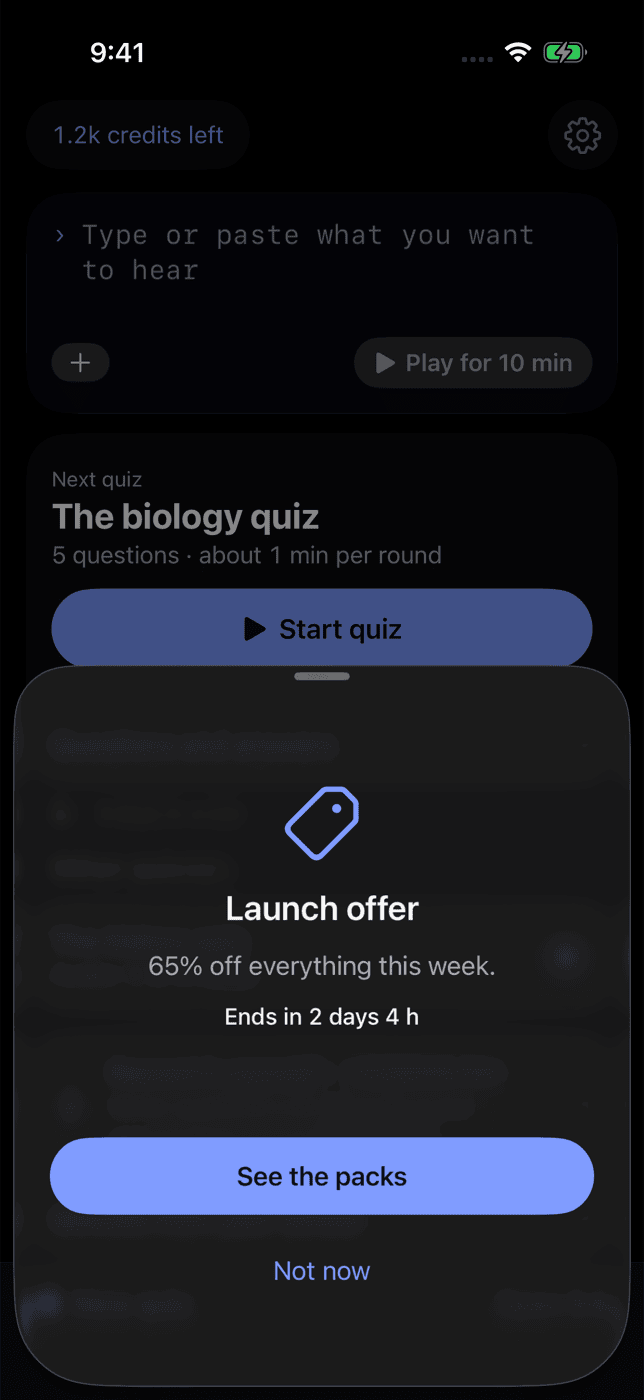 9:41
1.2k credits left
› Type or paste what you want
to hear
+
Play for 10 min
Next quiz
The biology quiz
5 questions · about 1 min per round
Start quiz
Launch offer
65% off everything this week.
Ends in 2 days 4 h
See the packs
Not now